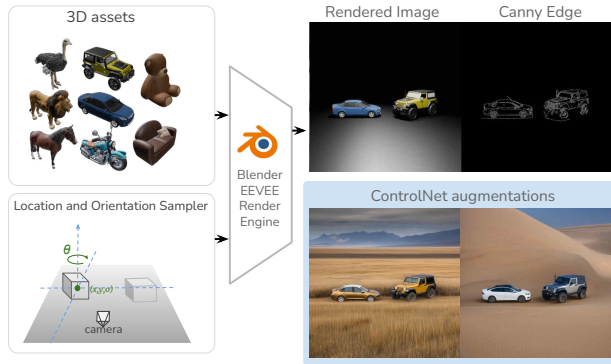 3D assets
Rendered Image
Canny Edge
Blender
EEVEE
Render
Engine
Location and Orientation Sampler
θ
camera
ControlNet augmentations